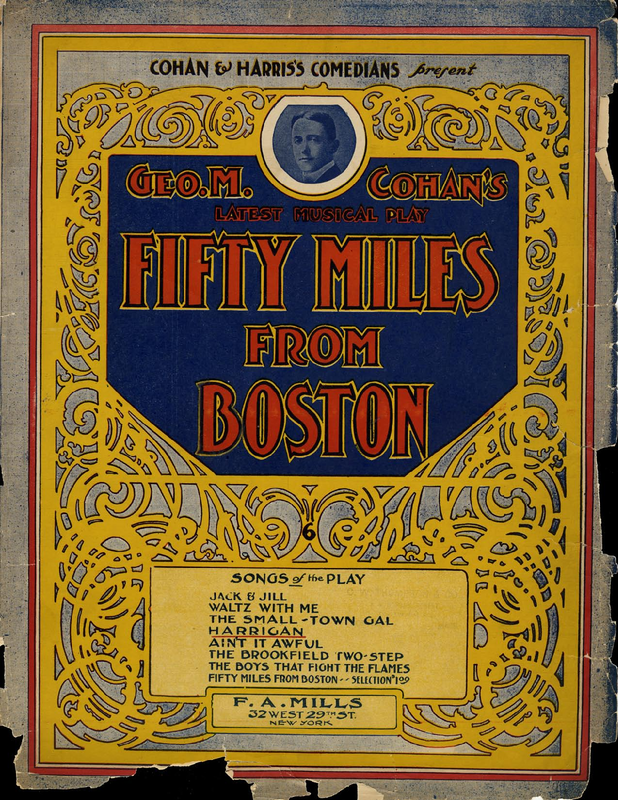 COHAN & HARRIS'S COMEDIANS present
GEO. M. COHAN'S
LATEST MUSICAL PLAY
FIFTY MILES
FROM
BOSTON
6
SONGS of the PLAY
JACK & JILL
WALTZ WITH ME
THE SMALL-TOWN GAL
HARRIGAN
AIN'T IT AWFUL
THE BROOKFIELD TWO-STEP
THE BOYS THAT FIGHT THE FLAMES
FIFTY MILES FROM BOSTON -- SELECTION $1.00
F. A. MILLS
32 WEST 29TH ST.
NEW YORK